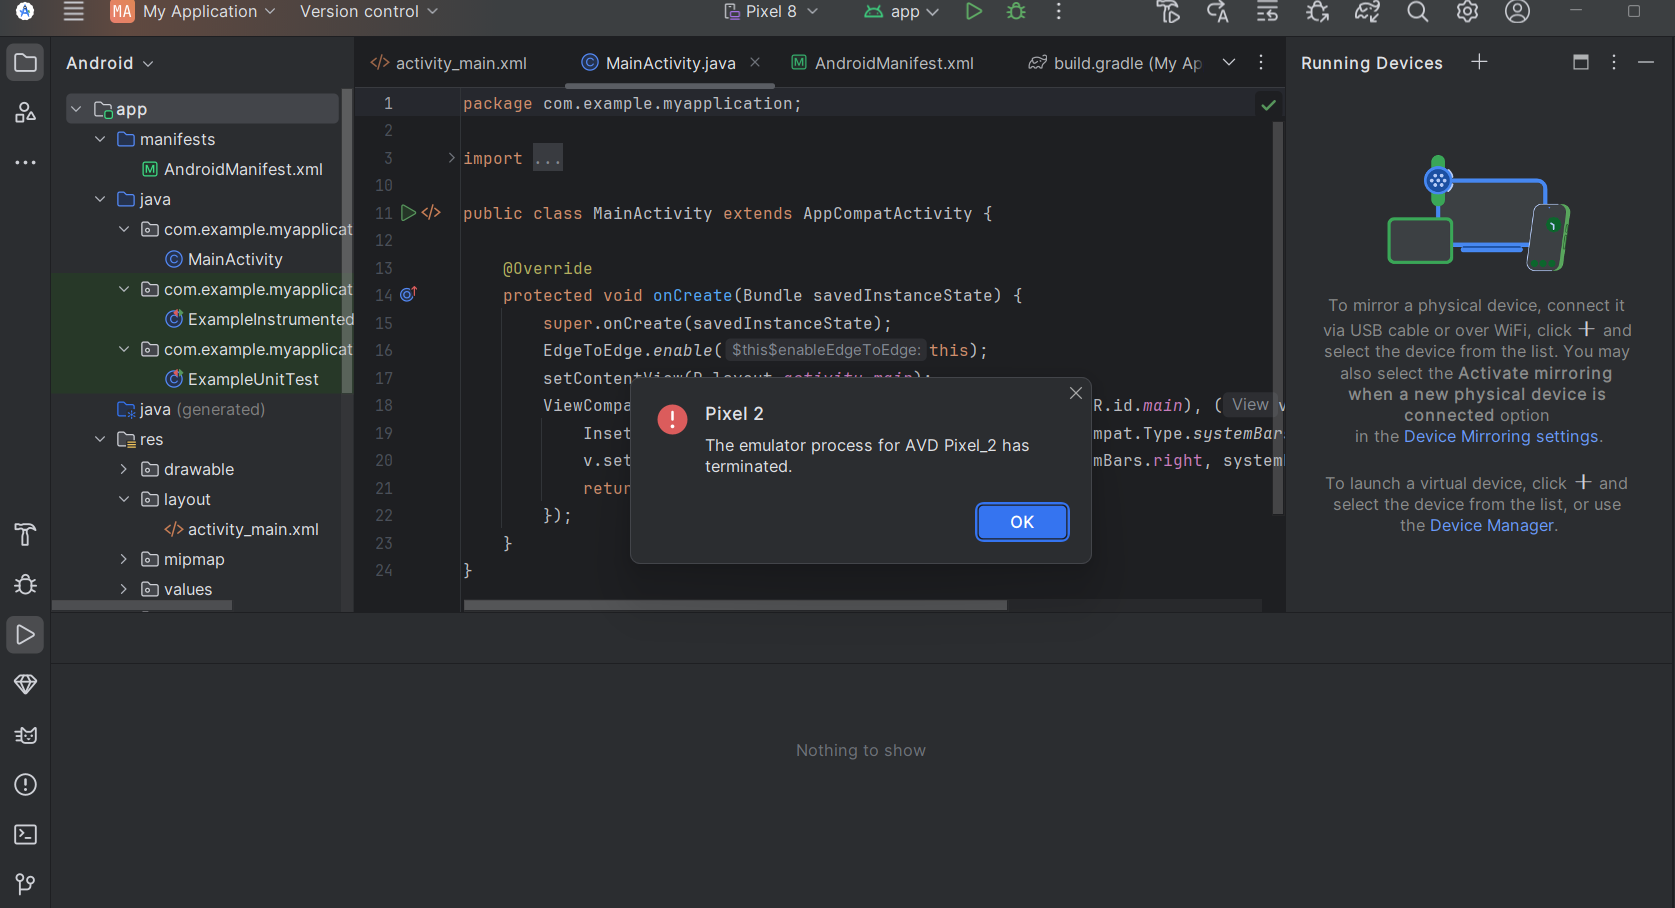 MA My Application Version control Pixel 8 app
Android
app
manifests
AndroidManifest.xml
java
com.example.myapplicat
MainActivity
com.example.myapplicat
ExampleInstrumented
com.example.myapplicat
ExampleUnitTest
java (generated)
res
drawable
layout
activity_main.xml
mipmap
values
activity_main.xml MainActivity.java AndroidManifest.xml build.gradle (My Ap
1 package com.example.myapplication;
2
3 import ...
10
11 public class MainActivity extends AppCompatActivity {
12
13 @Override
14 protected void onCreate(Bundle savedInstanceState) {
15 super.onCreate(savedInstanceState);
16 EdgeToEdge.enable( $this$enableEdgeToEdge: this);
17 setContentView(R.layout.activity_main);
18 ViewCompa R.id.main), ( View v
19 Inset mpat.Type.systemBar
20 v.set mBars.right, system
21 retur
22 });
23 }
24 }
Pixel 2
The emulator process for AVD Pixel_2 has
terminated.
OK
Running Devices
To mirror a physical device, connect it
via USB cable or over WiFi, click + and
select the device from the list. You may
also select the Activate mirroring
when a new physical device is
connected option
in the Device Mirroring settings.
To launch a virtual device, click + and
select the device from the list, or use
the Device Manager.
Nothing to show